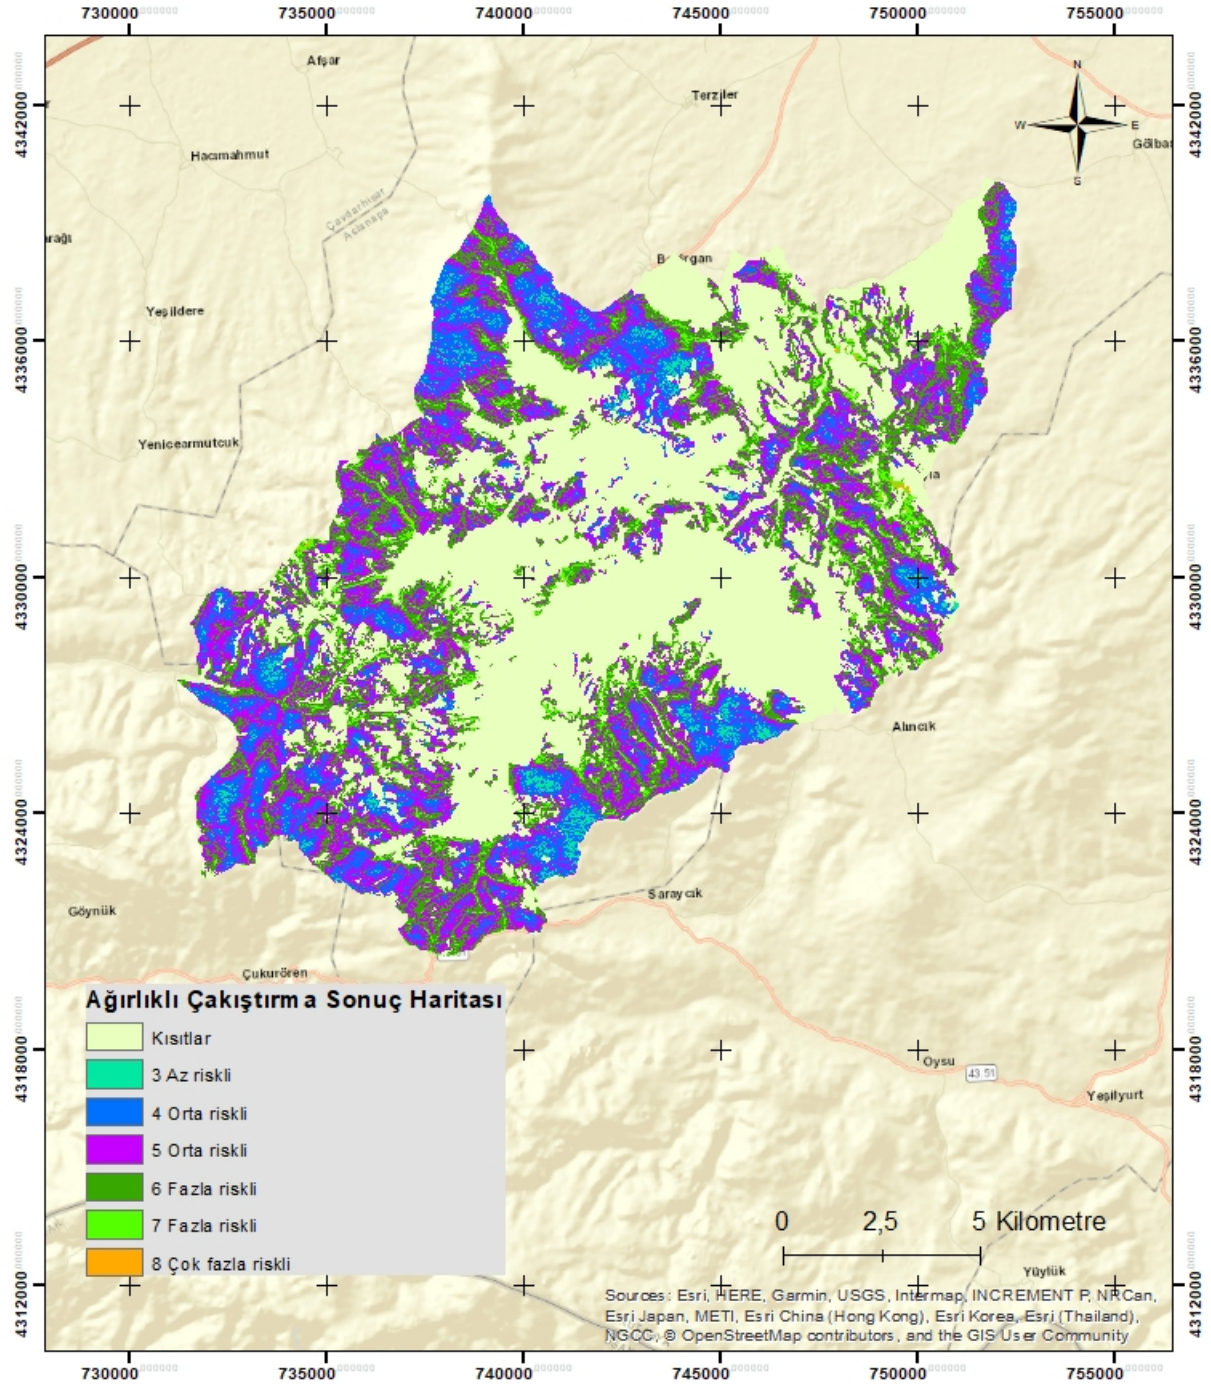 730000 735000 740000 745000 750000 755000
4342000
4336000
4330000
4324000
4318000
4312000
4342000
4336000
4330000
4324000
4318000
4312000
N
W E
S
Afşar
Terziler
Hacımahmut
Gölba
Çavdarhisar
Aslanapa
Yeşildere
Yenicearmutcuk
Alıncık
Saraycık
Göynük
Çukurören
Oysu
43.51
Yeşilyurt
Yüylük
Ağırlıklı Çakıştırma Sonuç Haritası
Kısıtlar
3 Az riskli
4 Orta riskli
5 Orta riskli
6 Fazla riskli
7 Fazla riskli
8 Çok fazla riskli
0 2,5 5 Kilometre
Sources: Esri, HERE, Garmin, USGS, Intermap, INCREMENT P, NRCan,
Esri Japan, METI, Esri China (Hong Kong), Esri Korea, Esri (Thailand),
NGCC, © OpenStreetMap contributors, and the GIS User Community
730000 735000 740000 745000 750000 755000